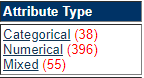 Attribute Type
Categorical (38)
Numerical (396)
Mixed (55)